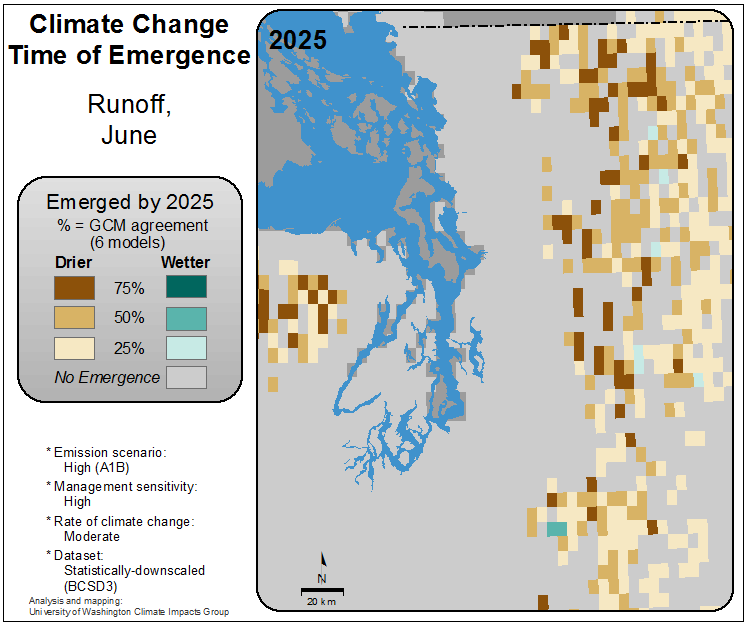 Climate Change
Time of Emergence
Runoff,
June
Emerged by 2025
% = GCM agreement
(6 models)
Drier Wetter
75%
50%
25%
No Emergence
* Emission scenario:
High (A1B)
* Management sensitivity:
High
* Rate of climate change:
Moderate
* Dataset:
Statistically-downscaled
(BCSD3)
Analysis and mapping:
University of Washington Climate Impacts Group
2025
N
20 km